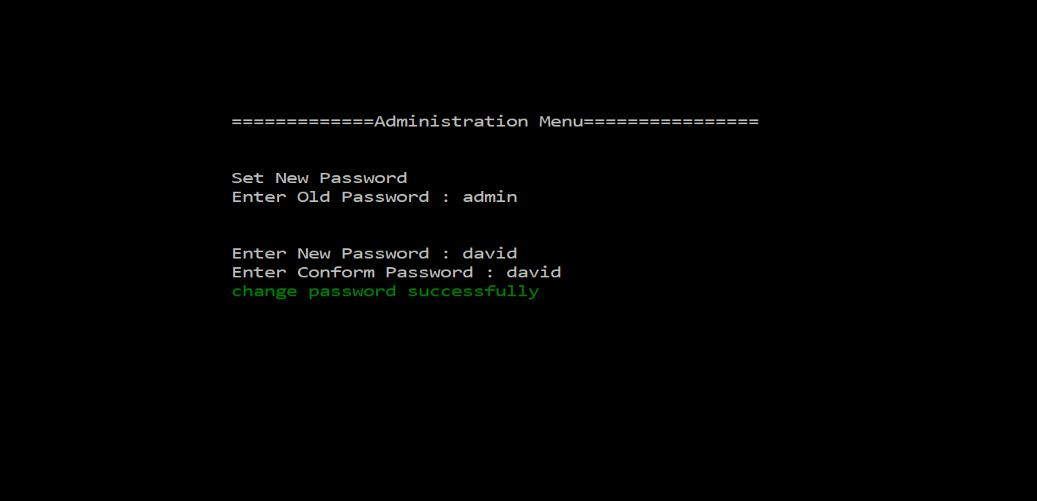 =============Administration Menu================
Set New Password
Enter Old Password : admin
Enter New Password : david
Enter Conform Password : david
change password successfully